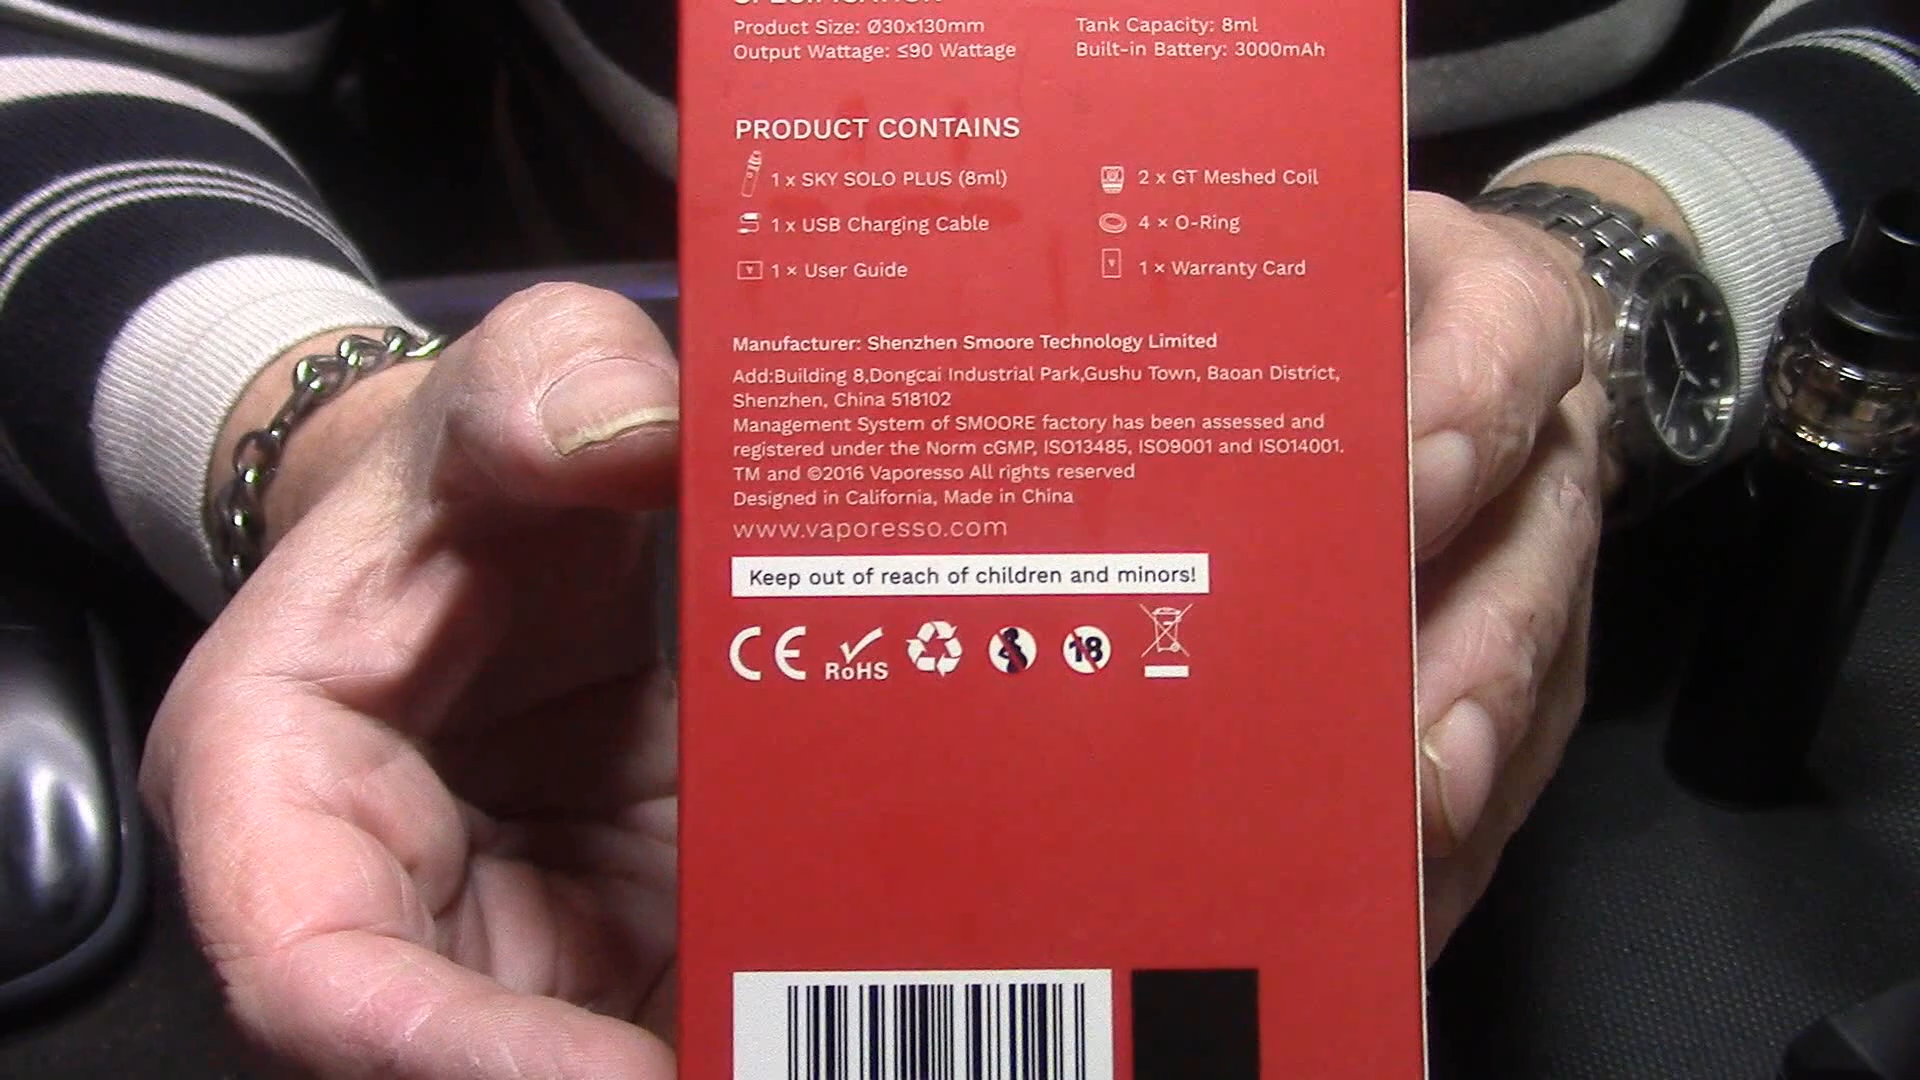 SPECIFICATION
Product Size: Ø30x130mm
Tank Capacity: 8ml
Output Wattage: ≤90 Wattage
Built-in Battery: 3000mAh
PRODUCT CONTAINS
1 x SKY SOLO PLUS (8ml)
2 x GT Meshed Coil
1 x USB Charging Cable
4 × O-Ring
1 × User Guide
1 × Warranty Card
Manufacturer: Shenzhen Smoore Technology Limited
Add:Building 8,Dongcai Industrial Park,Gushu Town, Baoan District,
Shenzhen, China 518102
Management System of SMOORE factory has been assessed and
registered under the Norm cGMP, ISO13485, ISO9001 and ISO14001.
TM and ©2016 Vaporesso All rights reserved
Designed in California, Made in China
www.vaporesso.com
Keep out of reach of children and minors!
CE
RoHS
18